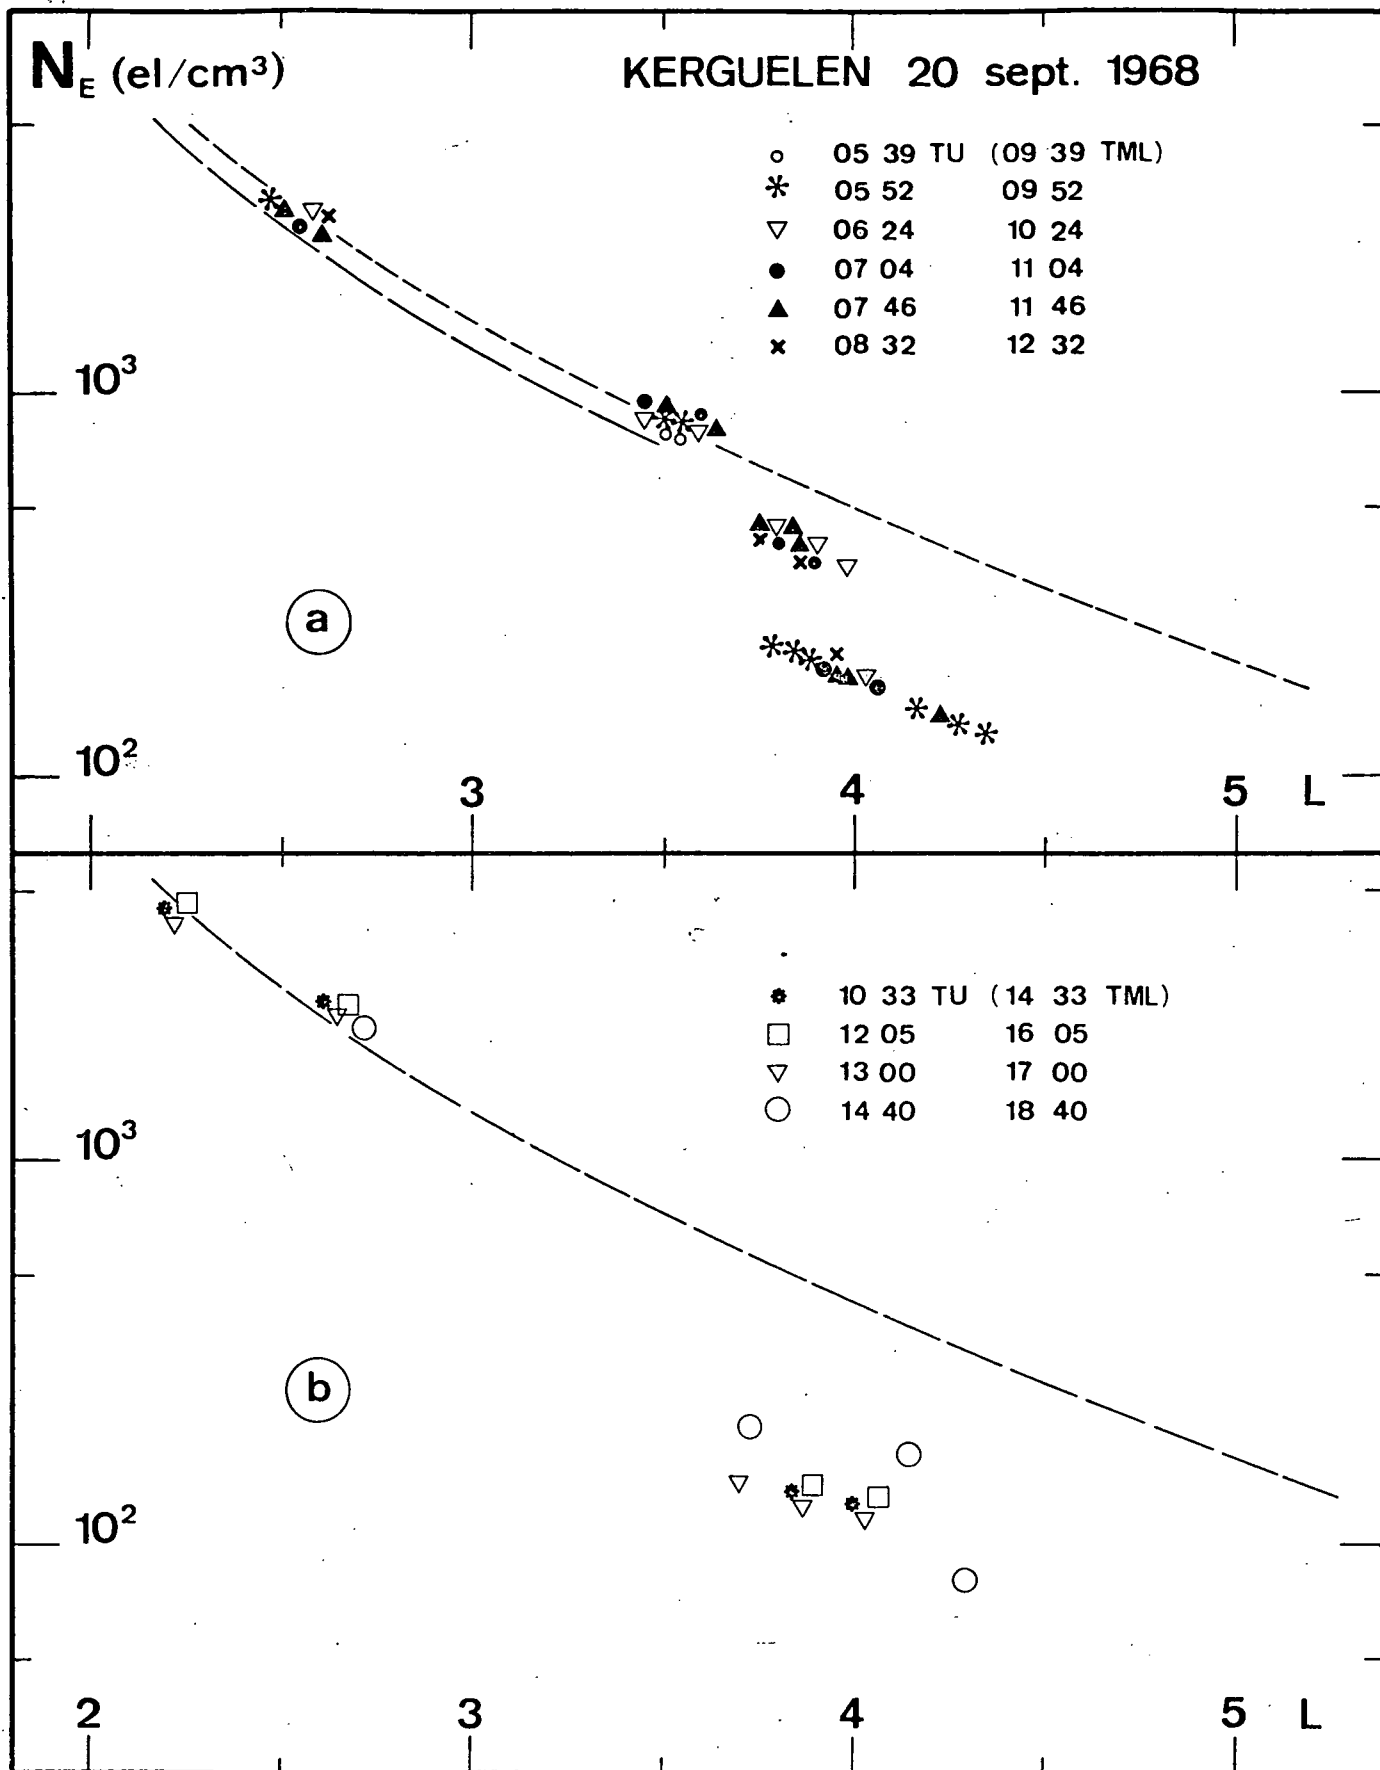 N_E (el/cm³) KERGUELEN 20 sept. 1968
05 39 TU (09 39 TML)
05 52 09 52
06 24 10 24
07 04 11 04
07 46 11 46
08 32 12 32
10³
a
10²
3 4 5 L
10 33 TU (14 33 TML)
12 05 16 05
13 00 17 00
14 40 18 40
10³
b
10²
2 3 4 5 L